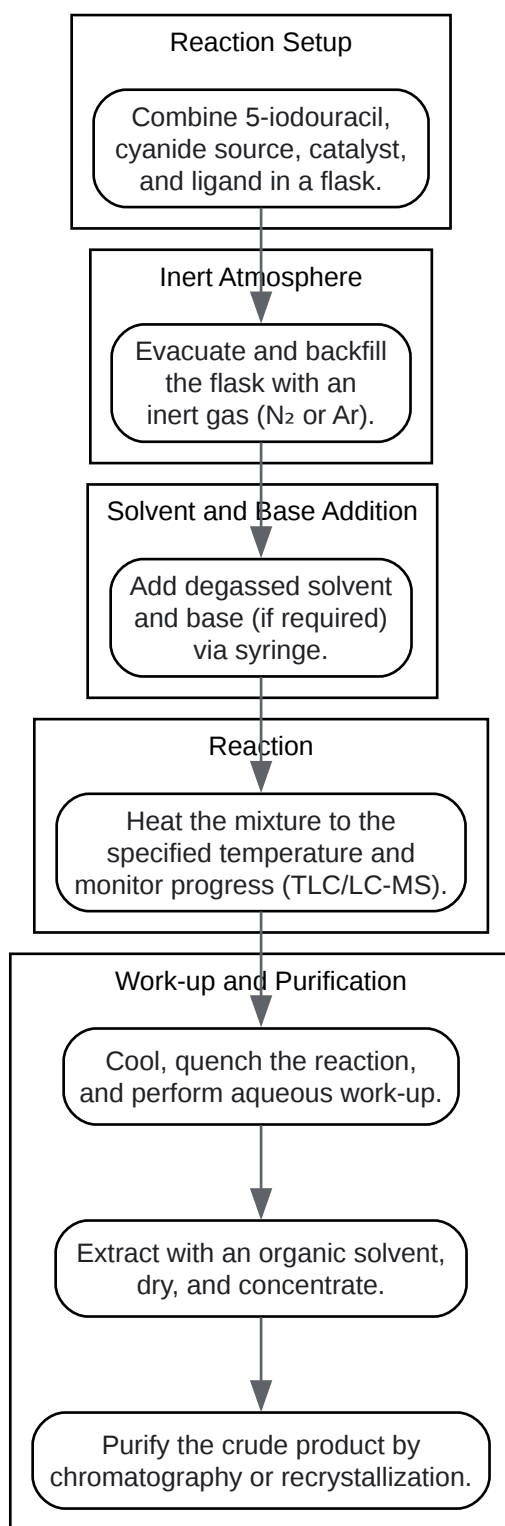 Reaction Setup
Combine 5-iodouracil,
cyanide source, catalyst,
and ligand in a flask.
Inert Atmosphere
Evacuate and backfill
the flask with an
inert gas (N₂ or Ar).
Solvent and Base Addition
Add degassed solvent
and base (if required)
via syringe.
Reaction
Heat the mixture to the
specified temperature and
monitor progress (TLC/LC-MS).
Work-up and Purification
Cool, quench the reaction,
and perform aqueous work-up.
Extract with an organic solvent,
dry, and concentrate.
Purify the crude product by
chromatography or recrystallization.